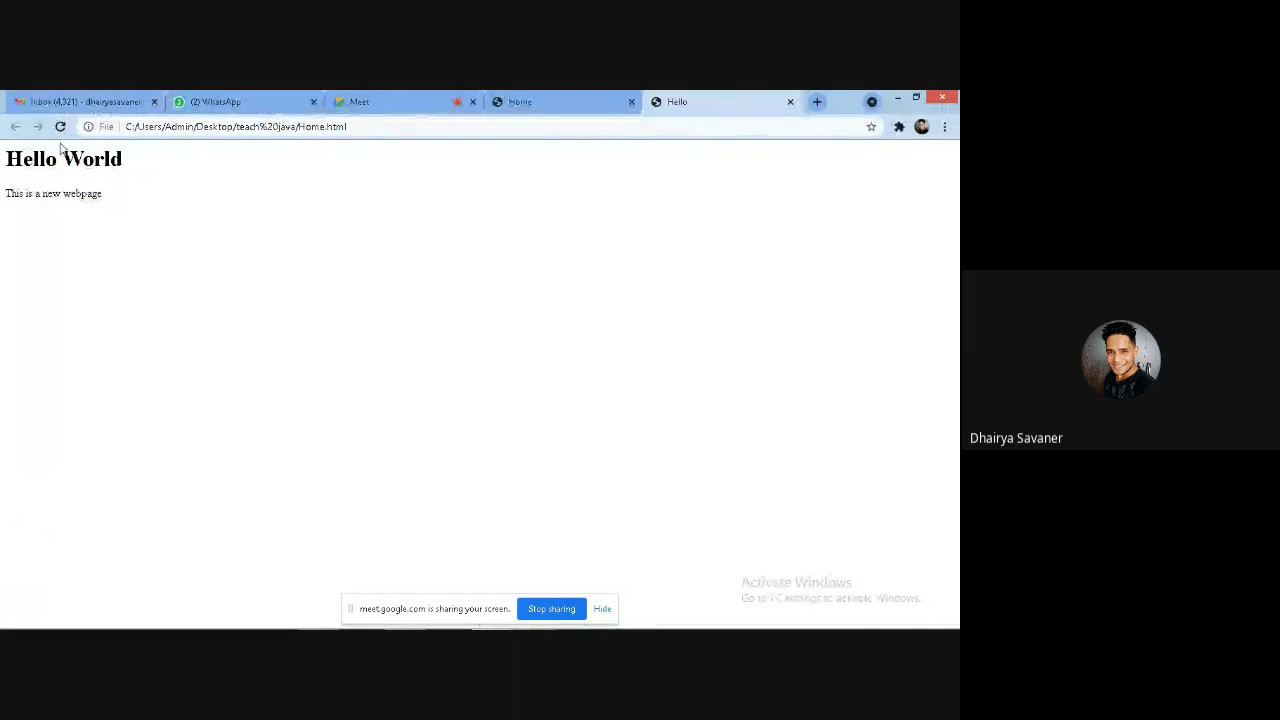 Inbox (4,321) - dhairyasavaner
(2) WhatsApp
Meet
Home
Hello
File C:/Users/Admin/Desktop/teach%20java/Home.html
Hello World
This is a new webpage
Dhairya Savaner
Activate Windows
Go to PC settings to activate Windows.
meet.google.com is sharing your screen. Stop sharing Hide